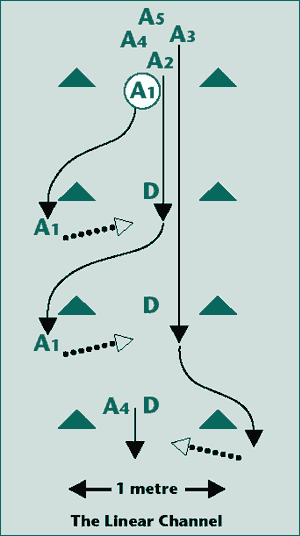 A5
A4 A3
A2
A1
D
A1
D
A1
A4 D
1 metre
The Linear Channel